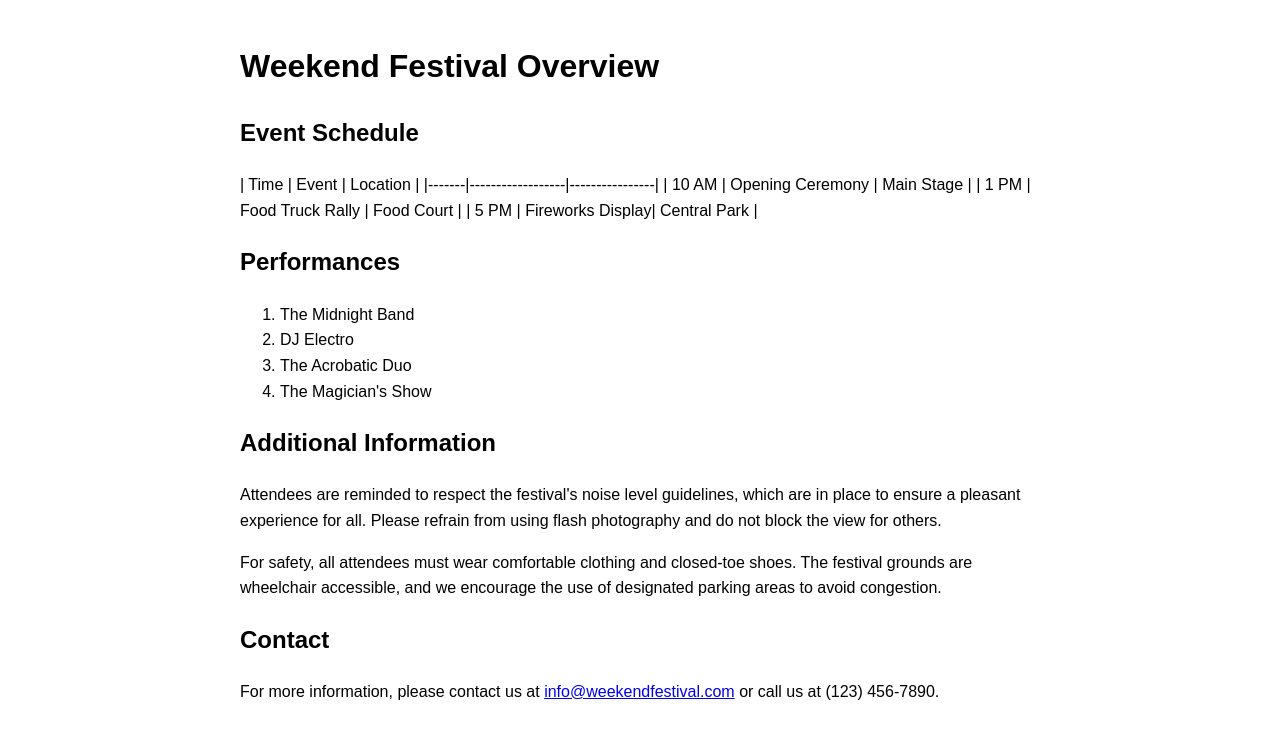 Weekend Festival Overview
Event Schedule
| Time | Event | Location | |-------|------------------|----------------| | 10 AM | Opening Ceremony | Main Stage | | 1 PM |
Food Truck Rally | Food Court | | 5 PM | Fireworks Display| Central Park |
Performances
1. The Midnight Band
2. DJ Electro
3. The Acrobatic Duo
4. The Magician's Show
Additional Information
Attendees are reminded to respect the festival's noise level guidelines, which are in place to ensure a pleasant
experience for all. Please refrain from using flash photography and do not block the view for others.
For safety, all attendees must wear comfortable clothing and closed-toe shoes. The festival grounds are
wheelchair accessible, and we encourage the use of designated parking areas to avoid congestion.
Contact
For more information, please contact us at info@weekendfestival.com or call us at (123) 456-7890.